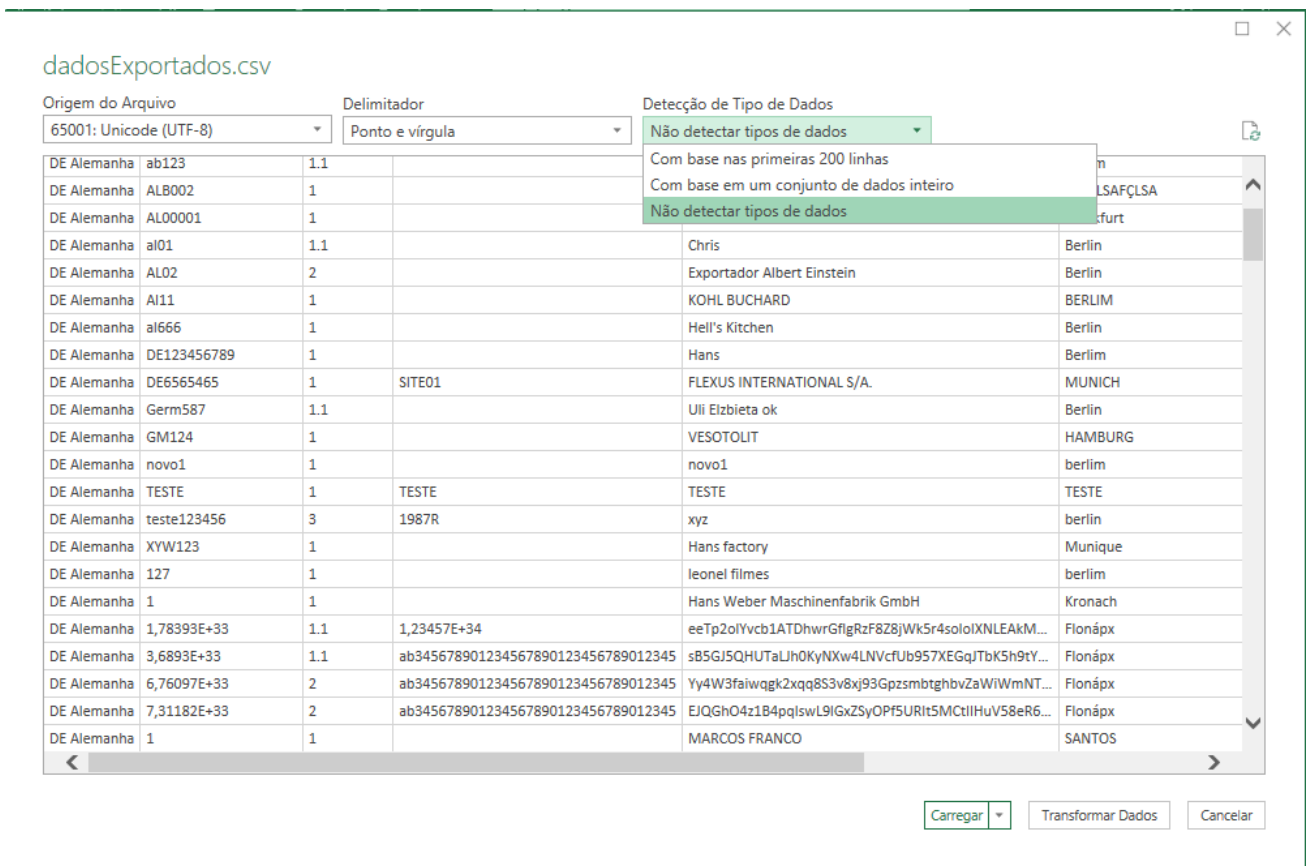 dadosExportados.csv
Origem do Arquivo Delimitador Detecção de Tipo de Dados
65001: Unicode (UTF-8) Ponto e vírgula Não detectar tipos de dados
Com base nas primeiras 200 linhas
Com base em um conjunto de dados inteiro
Não detectar tipos de dados
DE Alemanha ab123 1.1
DE Alemanha ALB002 1 LSAFÇLSA
DE Alemanha AL00001 1 kfurt
DE Alemanha al01 1.1 Chris Berlin
DE Alemanha AL02 2 Exportador Albert Einstein Berlin
DE Alemanha Al11 1 KOHL BUCHARD BERLIM
DE Alemanha al666 1 Hell's Kitchen Berlin
DE Alemanha DE123456789 1 Hans Berlim
DE Alemanha DE6565465 1 SITE01 FLEXUS INTERNATIONAL S/A. MUNICH
DE Alemanha Germ587 1.1 Uli Elzbieta ok Berlin
DE Alemanha GM124 1 VESOTOLIT HAMBURG
DE Alemanha novo1 1 novo1 berlim
DE Alemanha TESTE 1 TESTE TESTE TESTE
DE Alemanha teste123456 3 1987R xyz berlin
DE Alemanha XYW123 1 Hans factory Munique
DE Alemanha 127 1 leonel filmes berlim
DE Alemanha 1 1 Hans Weber Maschinenfabrik GmbH Kronach
DE Alemanha 1,78393E+33 1.1 1,23457E+34 Flonápx
DE Alemanha 3,6893E+33 1.1 ab345678901234567890123456789012345 Flonápx
DE Alemanha 6,76097E+33 2 ab345678901234567890123456789012345 Flonápx
DE Alemanha 7,31182E+33 2 ab345678901234567890123456789012345 Flonápx
DE Alemanha 1 1 MARCOS FRANCO SANTOS
Carregar Transformar Dados Cancelar